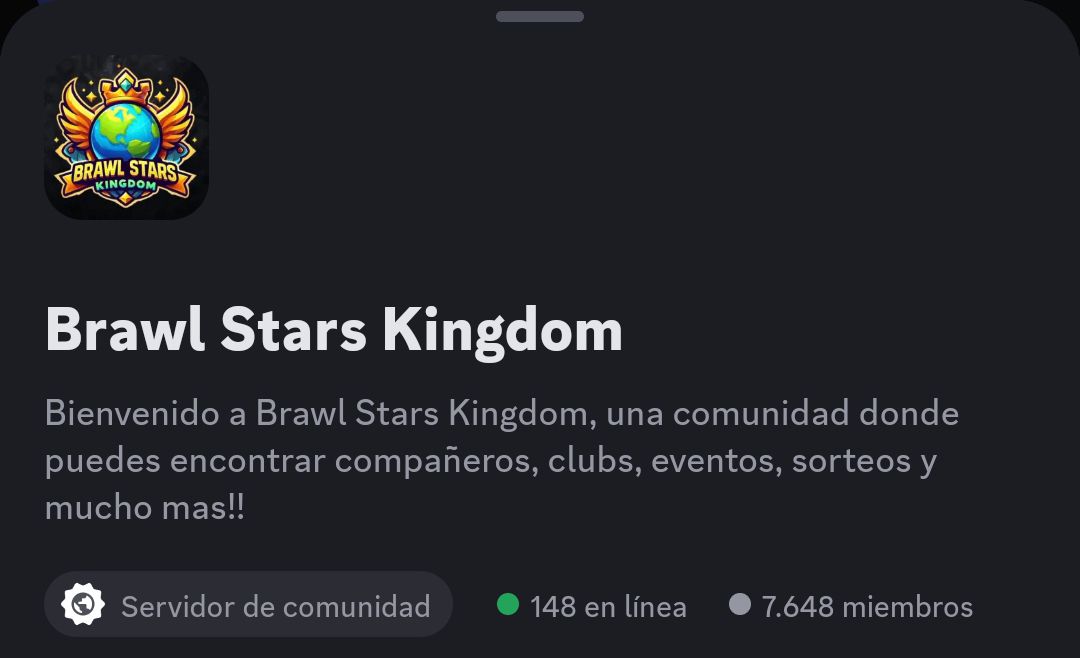 BRAWL STARS
KINGDOM
Brawl Stars Kingdom
Bienvenido a Brawl Stars Kingdom, una comunidad donde
puedes encontrar compañeros, clubs, eventos, sorteos y
mucho mas!!
Servidor de comunidad
148 en línea
7.648 miembros